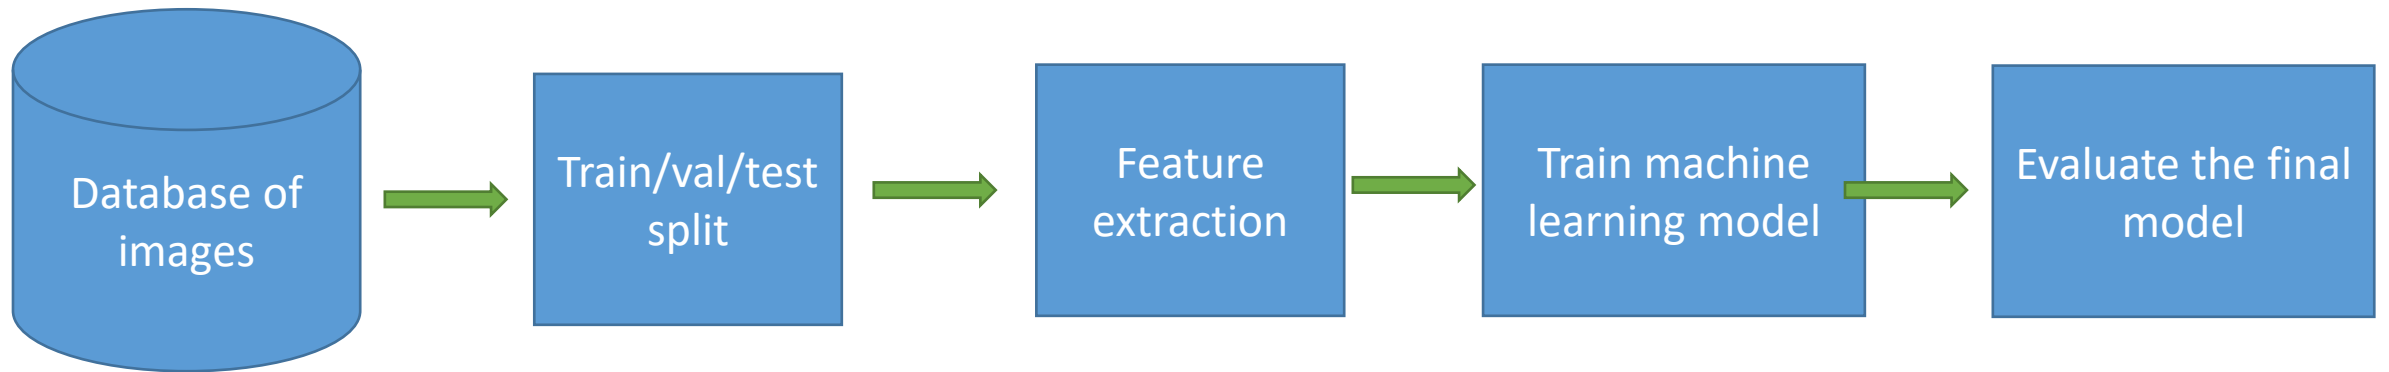 Database of
images
Train/val/test
split
Feature
extraction
Train machine
learning model
Evaluate the final
model